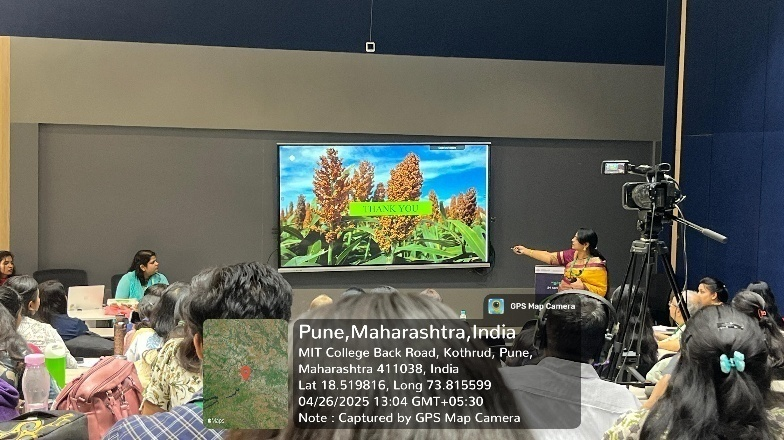 THANK YOU
GPS Map Camera
Pune,Maharashtra,India
MIT College Back Road, Kothrud, Pune,
Maharashtra 411038, India
Lat 18.519816, Long 73.815599
04/26/2025 13:04 GMT+05:30
Note : Captured by GPS Map Camera
Maps